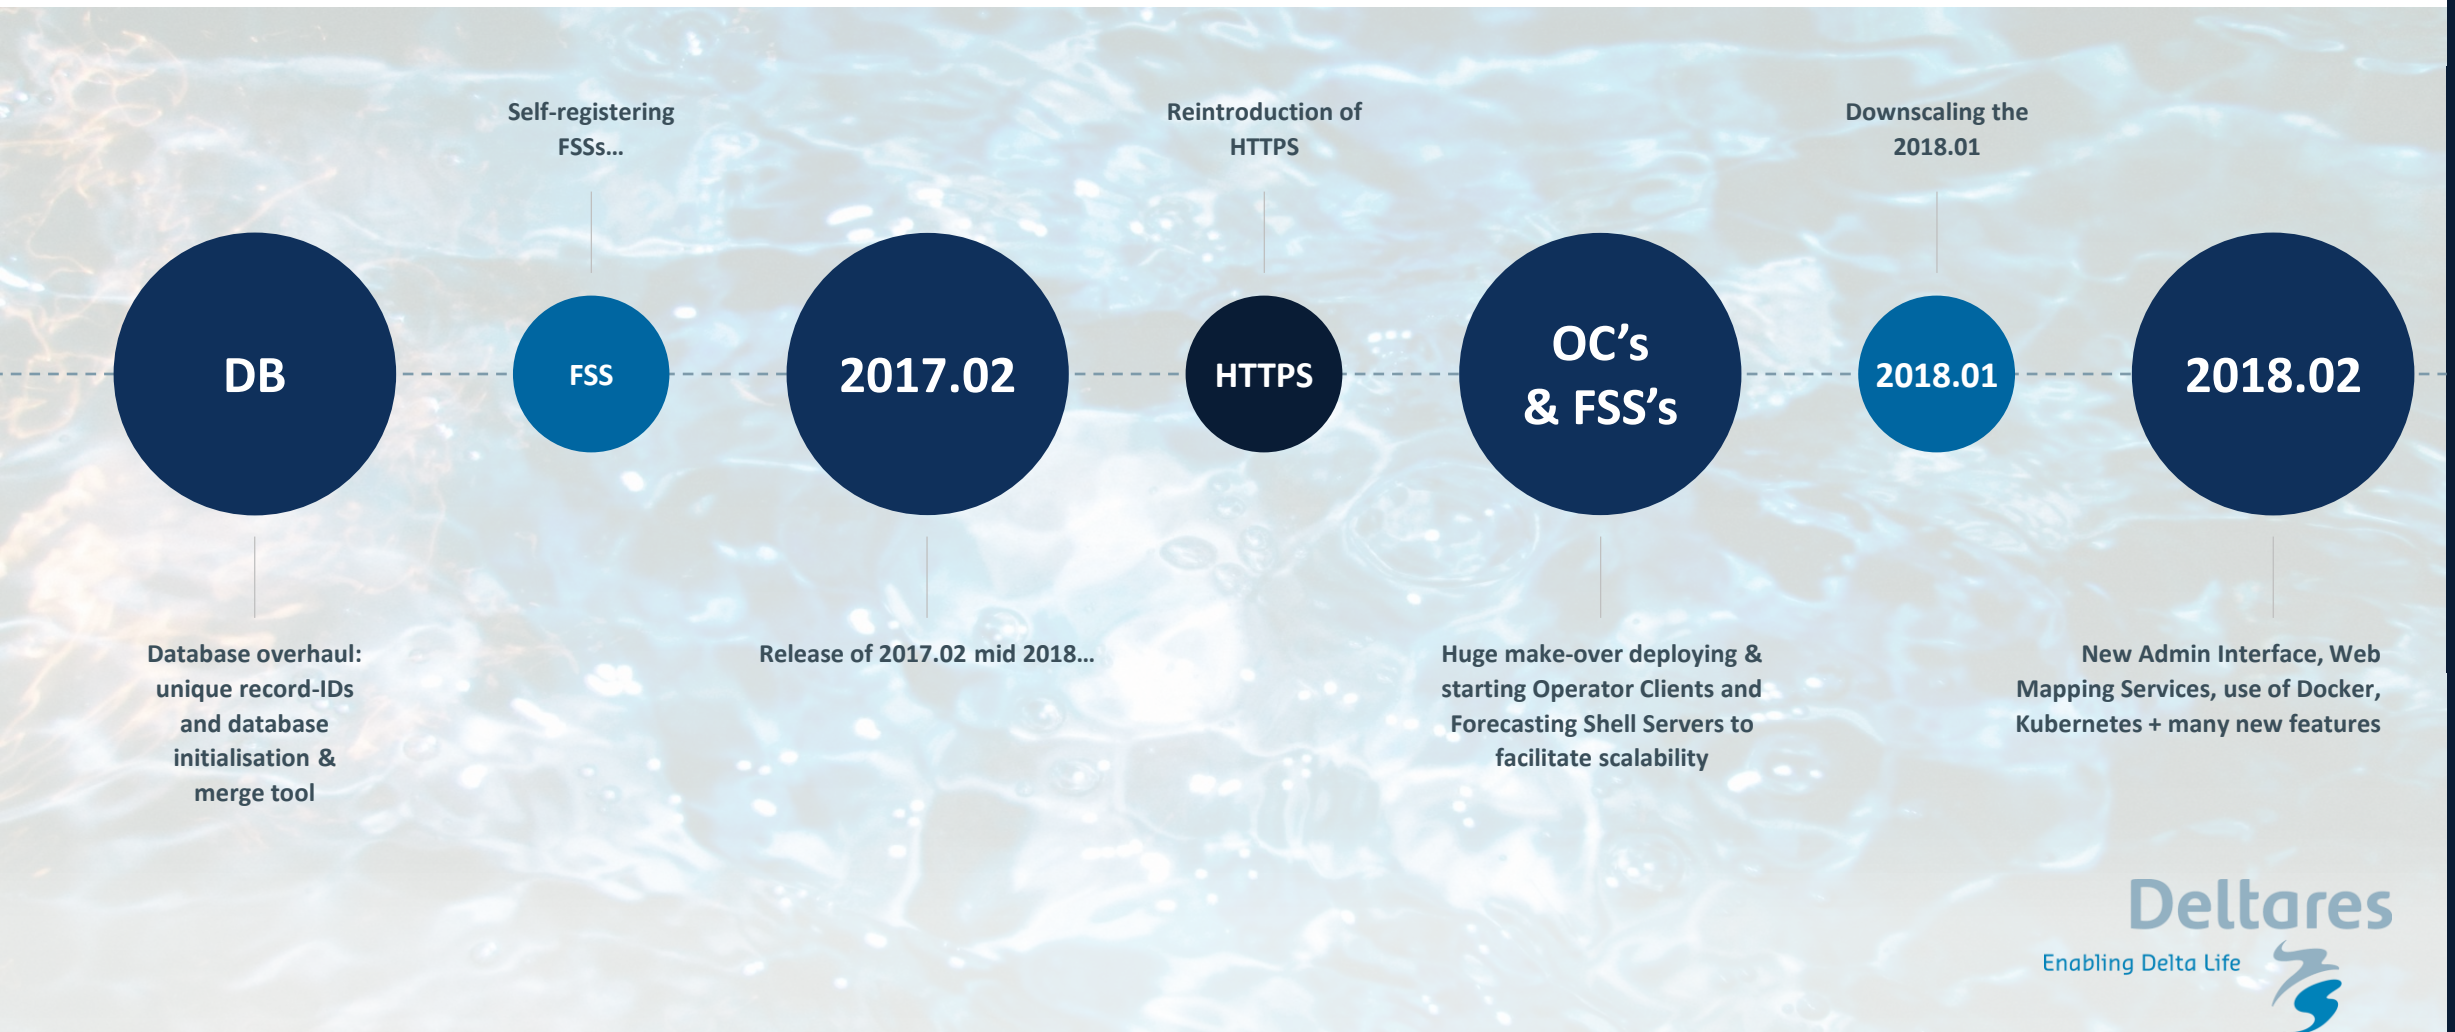 Self-registering
FSSs...
Reintroduction of
HTTPS
Downscaling the
2018.01
DB
FSS
2017.02
HTTPS
OC’s
& FSS’s
2018.01
2018.02
Database overhaul:
unique record-IDs
and database
initialisation &
merge tool
Release of 2017.02 mid 2018...
Huge make-over deploying &
starting Operator Clients and
Forecasting Shell Servers to
facilitate scalability
New Admin Interface, Web
Mapping Services, use of Docker,
Kubernetes + many new features
Deltares
Enabling Delta Life